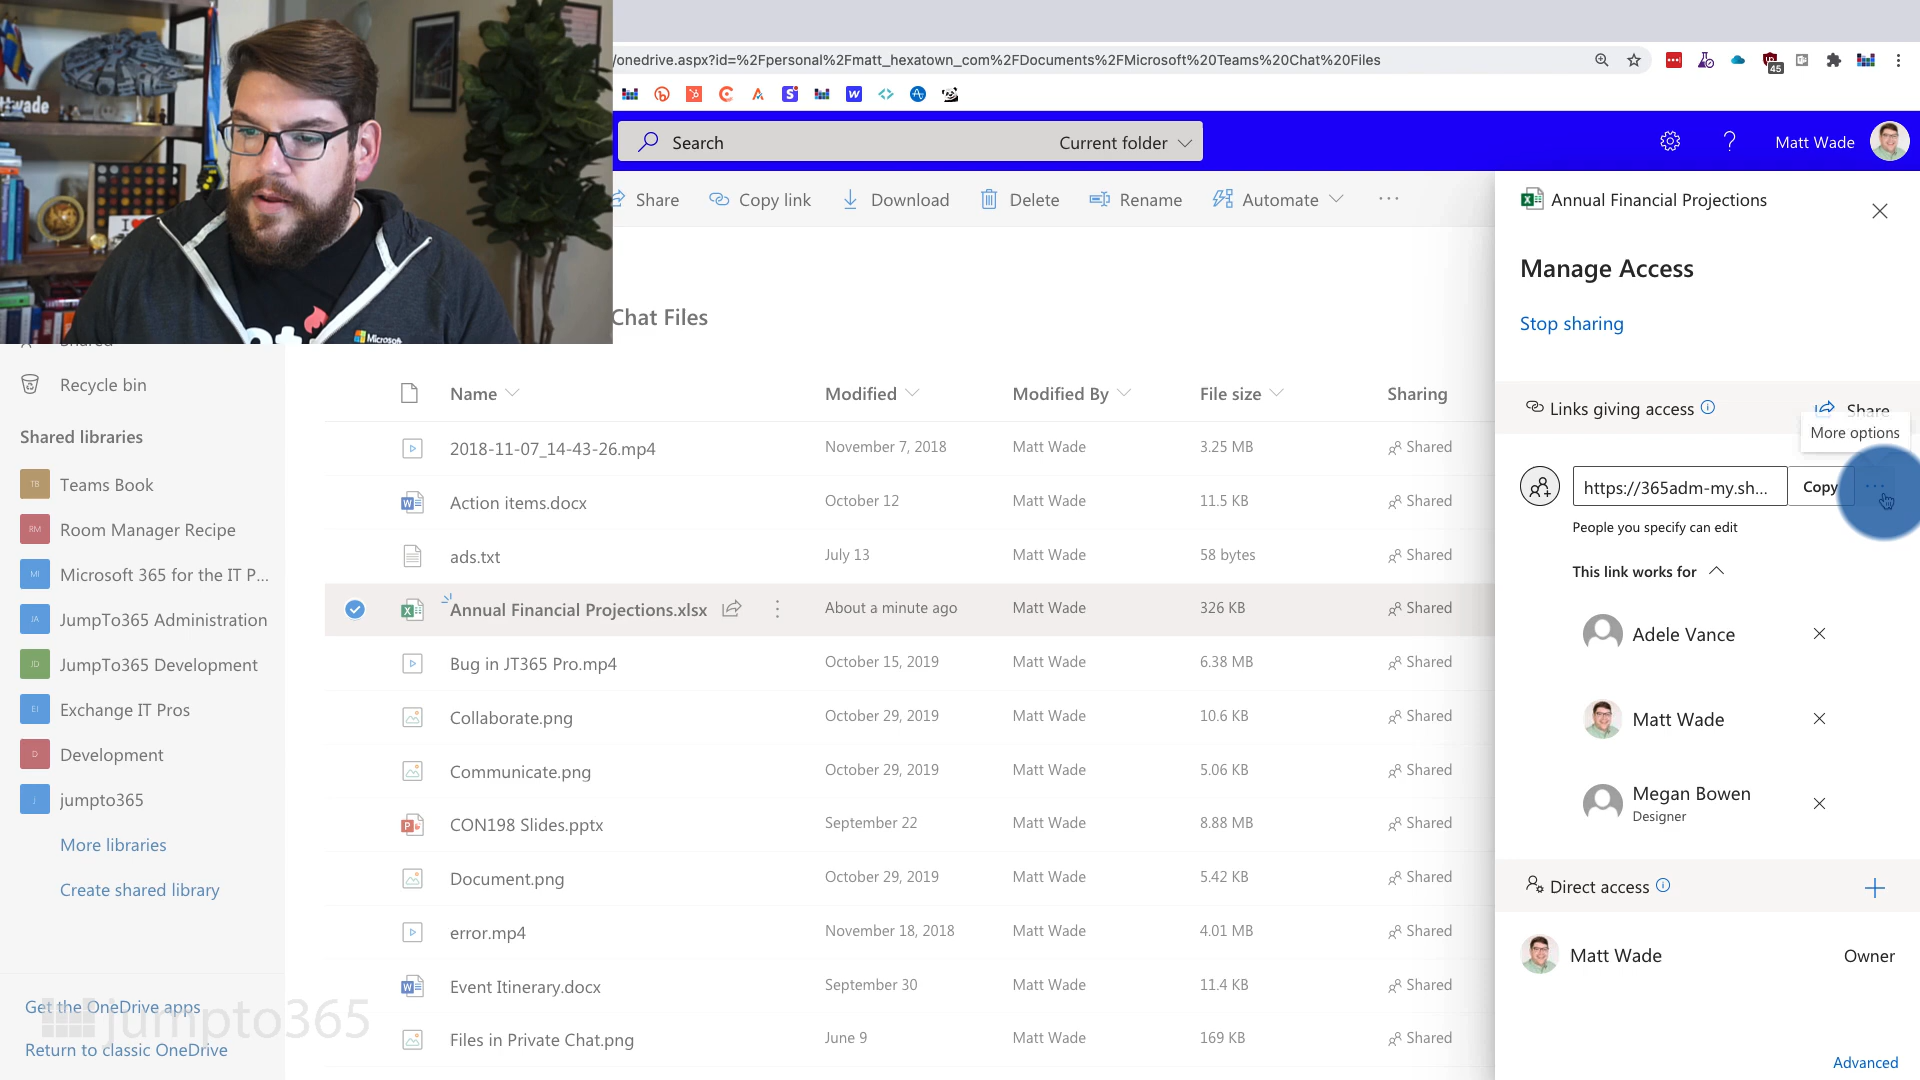 /onedrive.aspx?id=%2Fpersonal%2Fmatt_hexatown_com%2FDocuments%2FMicrosoft%20Teams%20Chat%20Files
45
Search
Current folder
?
Matt Wade
Share
Copy link
Download
Delete
Rename
Automate
Annual Financial Projections
Manage Access
Stop sharing
Links giving access
Share
More options
https://365adm-my.sh...
Copy
People you specify can edit
This link works for
Adele Vance
Matt Wade
Megan Bowen
Designer
Direct access
Matt Wade
Owner
Advanced
Chat Files
Name
Modified
Modified By
File size
Sharing
2018-11-07_14-43-26.mp4
November 7, 2018
Matt Wade
3.25 MB
Shared
Action items.docx
October 12
Matt Wade
11.5 KB
Shared
ads.txt
July 13
Matt Wade
58 bytes
Shared
Annual Financial Projections.xlsx
About a minute ago
Matt Wade
326 KB
Shared
Bug in JT365 Pro.mp4
October 15, 2019
Matt Wade
6.38 MB
Shared
Collaborate.png
October 29, 2019
Matt Wade
10.6 KB
Shared
Communicate.png
October 29, 2019
Matt Wade
5.06 KB
Shared
CON198 Slides.pptx
September 22
Matt Wade
8.88 MB
Shared
Document.png
October 29, 2019
Matt Wade
5.42 KB
Shared
error.mp4
November 18, 2018
Matt Wade
4.01 MB
Shared
Event Itinerary.docx
September 30
Matt Wade
11.4 KB
Shared
Files in Private Chat.png
June 9
Matt Wade
169 KB
Shared
Shared
Recycle bin
Shared libraries
TB Teams Book
RM Room Manager Recipe
MI Microsoft 365 for the IT P...
JA JumpTo365 Administration
JD JumpTo365 Development
EI Exchange IT Pros
D Development
J jumpto365
More libraries
Create shared library
Get the OneDrive apps
Return to classic OneDrive
jumpto365
Microsoft